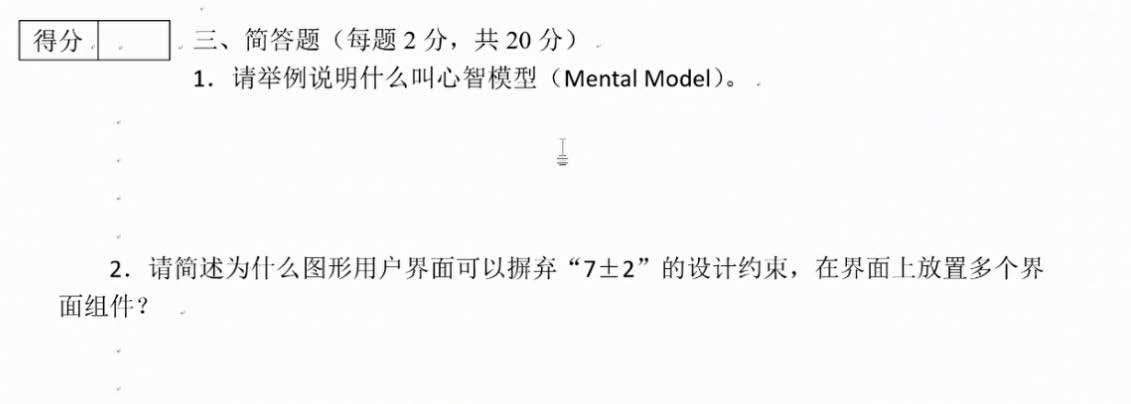 得分
三、简答题（每题 2 分，共 20 分）
1．请举例说明什么叫心智模型（Mental Model）。
2．请简述为什么图形用户界面可以摒弃“7±2”的设计约束，在界面上放置多个界
面组件？